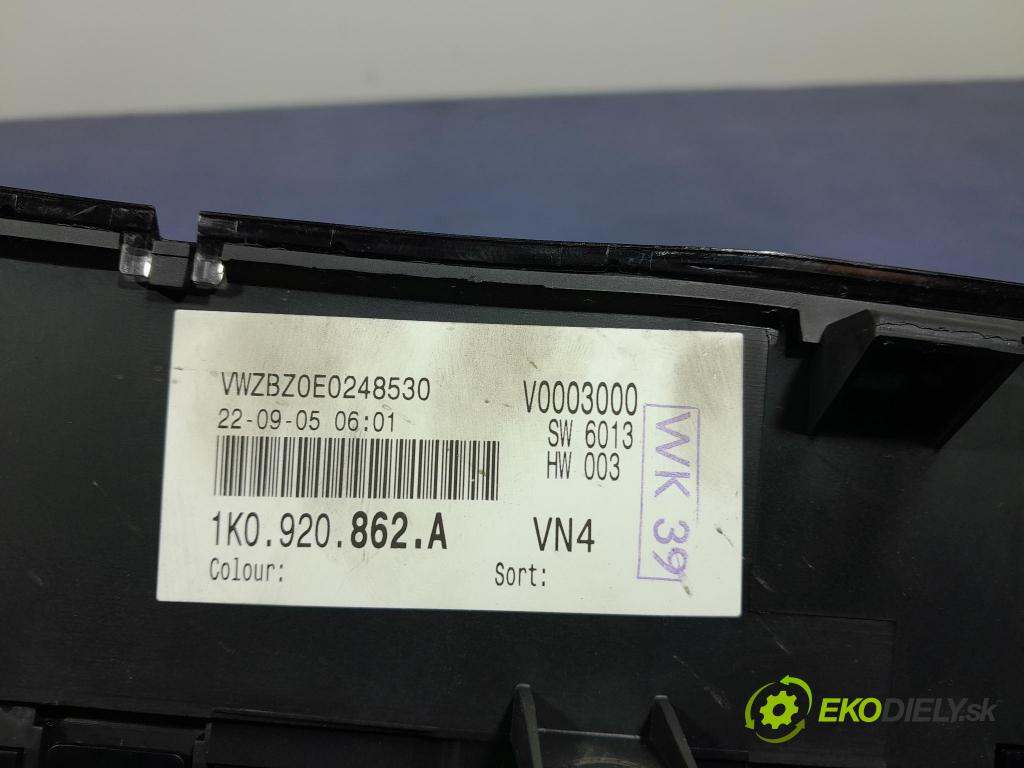 VWZBZ0E0248530
V0003000
22-09-05 06:01
SW 6013
HW 003
1K0.920.862.A
VN4
Colour:
Sort:
WK 39
EKODIELY.sk